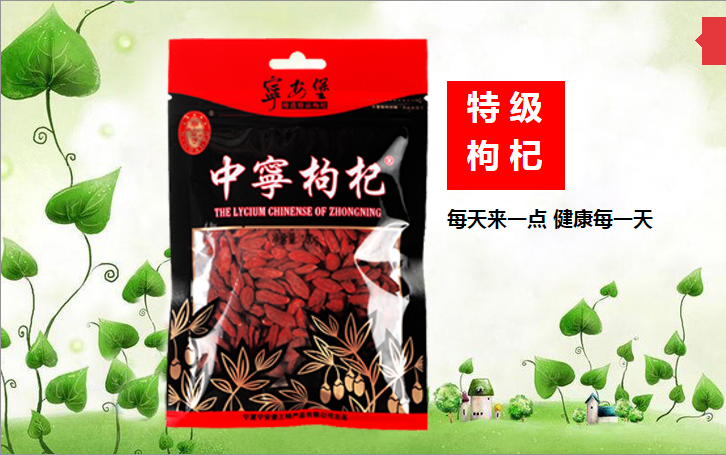 寧安堡
中寧枸杞
THE LYCIUM CHINENSE OF ZHONGNING
特级
枸杞
每天来一点 健康每一天